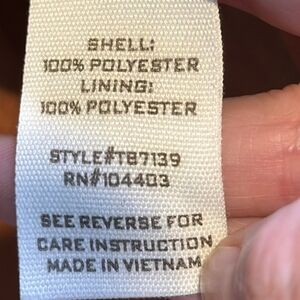 SHELL:
100% POLYESTER
LINING:
100% POLYESTER
STYLE#TB7139
RN#104403
SEE REVERSE FOR
CARE INSTRUCTION
MADE IN VIETNAM